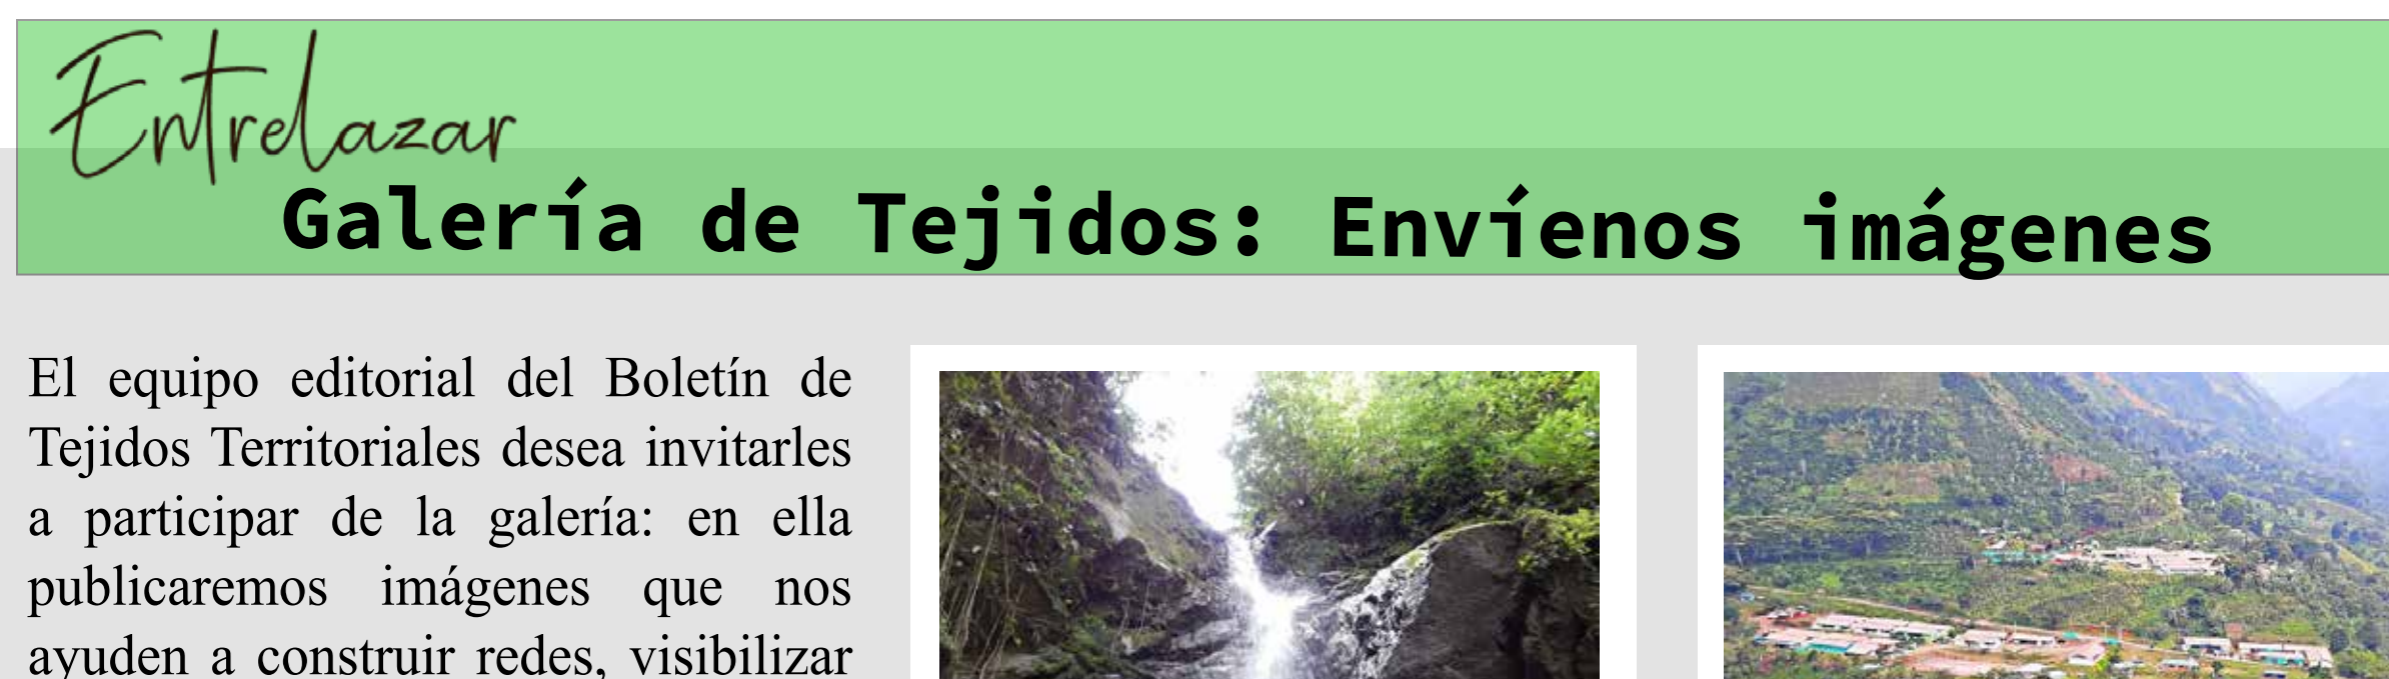 Entrelazar
Galería de Tejidos: Envíenos imágenes
El equipo editorial del Boletín de
Tejidos Territoriales desea invitarles
a participar de la galería: en ella
publicaremos imágenes que nos
ayuden a construir redes, visibilizar